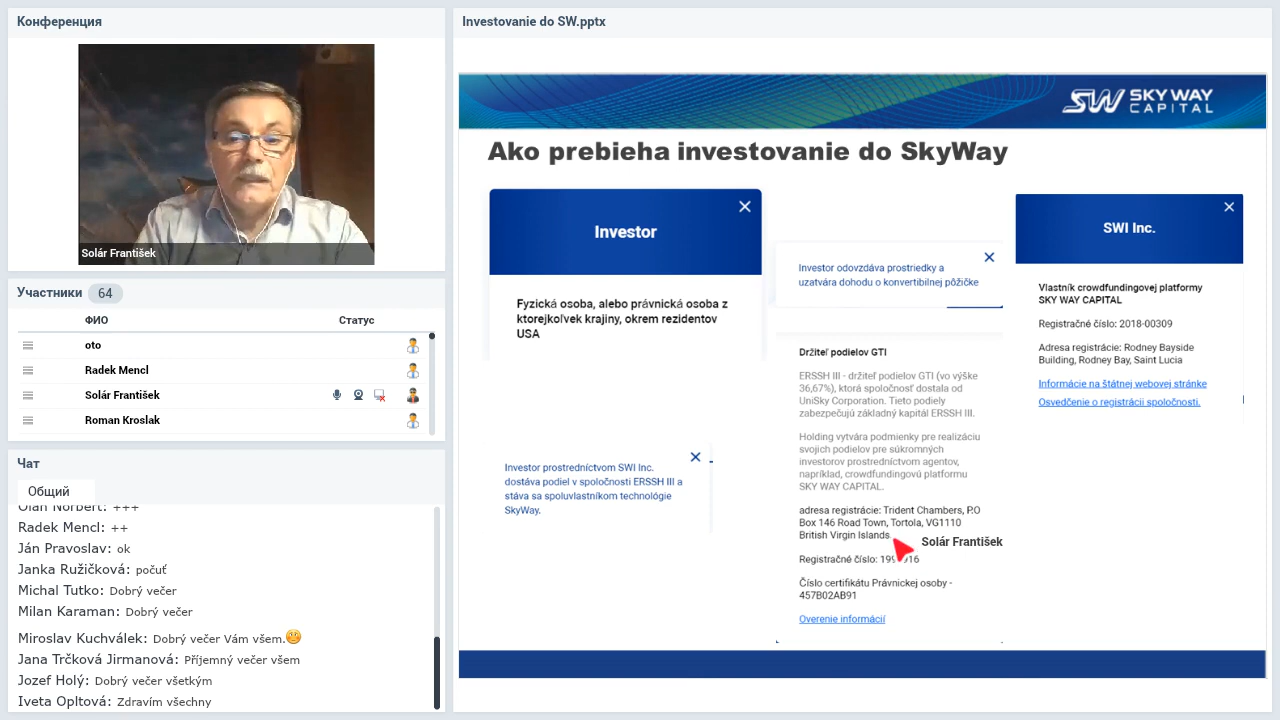 Конференция
Solár František
Участники 64
ФИО Статус
oto
Radek Mencl
Solár František
Roman Kroslak
Чат
Общий
Olah Norbert: +++
Radek Mencl: ++
Ján Pravoslav: ok
Janka Ružičková: počuť
Michal Tutko: Dobrý večer
Milan Karaman: Dobrý večer
Miroslav Kuchválek: Dobrý večer Vám všem.
Jana Trčková Jirmanová: Příjemný večer všem
Jozef Holý: Dobrý večer všetkým
Iveta Opltová: Zdravím všechny
Investovanie do SW.pptx
SW SKY WAY
CAPITAL
Ako prebieha investovanie do SkyWay
Investor
Fyzická osoba, alebo právnická osoba z
ktorejkoľvek krajiny, okrem rezidentov
USA
Investor prostredníctvom SWI Inc.
dostáva podiel v spoločnosti ERSSH III a
stáva sa spoluvlastníkom technológie
SkyWay.
Investor odovzdáva prostriedky a
uzatvára dohodu o konvertibilnej pôžičke
Držiteľ podielov GTI
ERSSH III - držiteľ podielov GTI (vo výške
36,67%), ktorá spoločnosť dostala od
UniSky Corporation. Tieto podiely
zabezpečujú základný kapitál ERSSH III.
Holding vytvára podmienky pre realizáciu
svojich podielov pre súkromných
investorov prostredníctvom agentov,
napríklad, crowdfundingovú platformu
SKY WAY CAPITAL.
adresa registrácie: Trident Chambers, P.O
Box 146 Road Town, Tortola, VG1110
British Virgin Islands
Solár František
Registračné číslo:
Číslo certifikátu Právnickej osoby -
457B02AB91
Overenie informácií
SWI Inc.
Vlastník crowdfundingovej platformy
SKY WAY CAPITAL
Registračné číslo: 2018-00309
Adresa registrácie: Rodney Bayside
Building, Rodney Bay, Saint Lucia
Informácie na štátnej webovej stránke
Osvedčenie o registrácii spoločnosti.